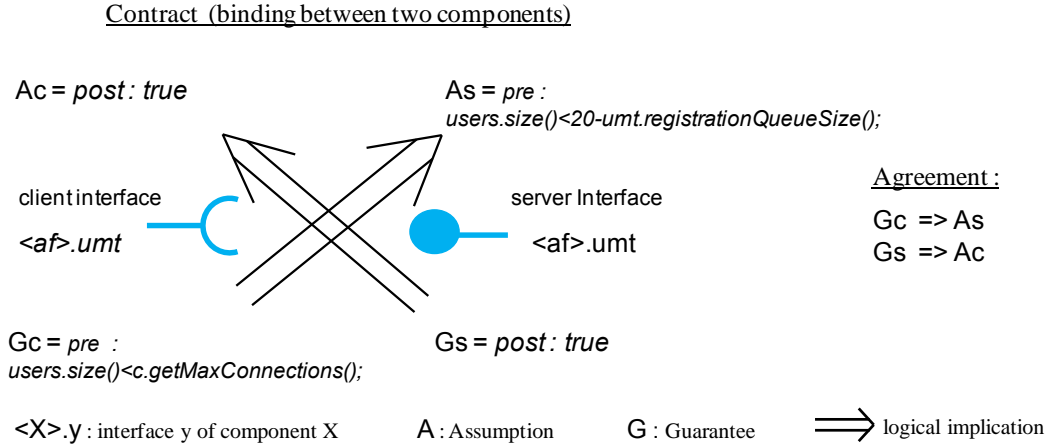 Contract (binding between two components)
Ac = post : true
As = pre :
users.size()<20-umt.registrationQueueSize();
client interface
<af>.umt
server Interface
<af>.umt
Agreement :
Gc => As
Gs => Ac
Gc = pre :
users.size()<c.getMaxConnections();
Gs = post : true
<X>.y : interface y of component X
A : Assumption
G : Guarantee
logical implication